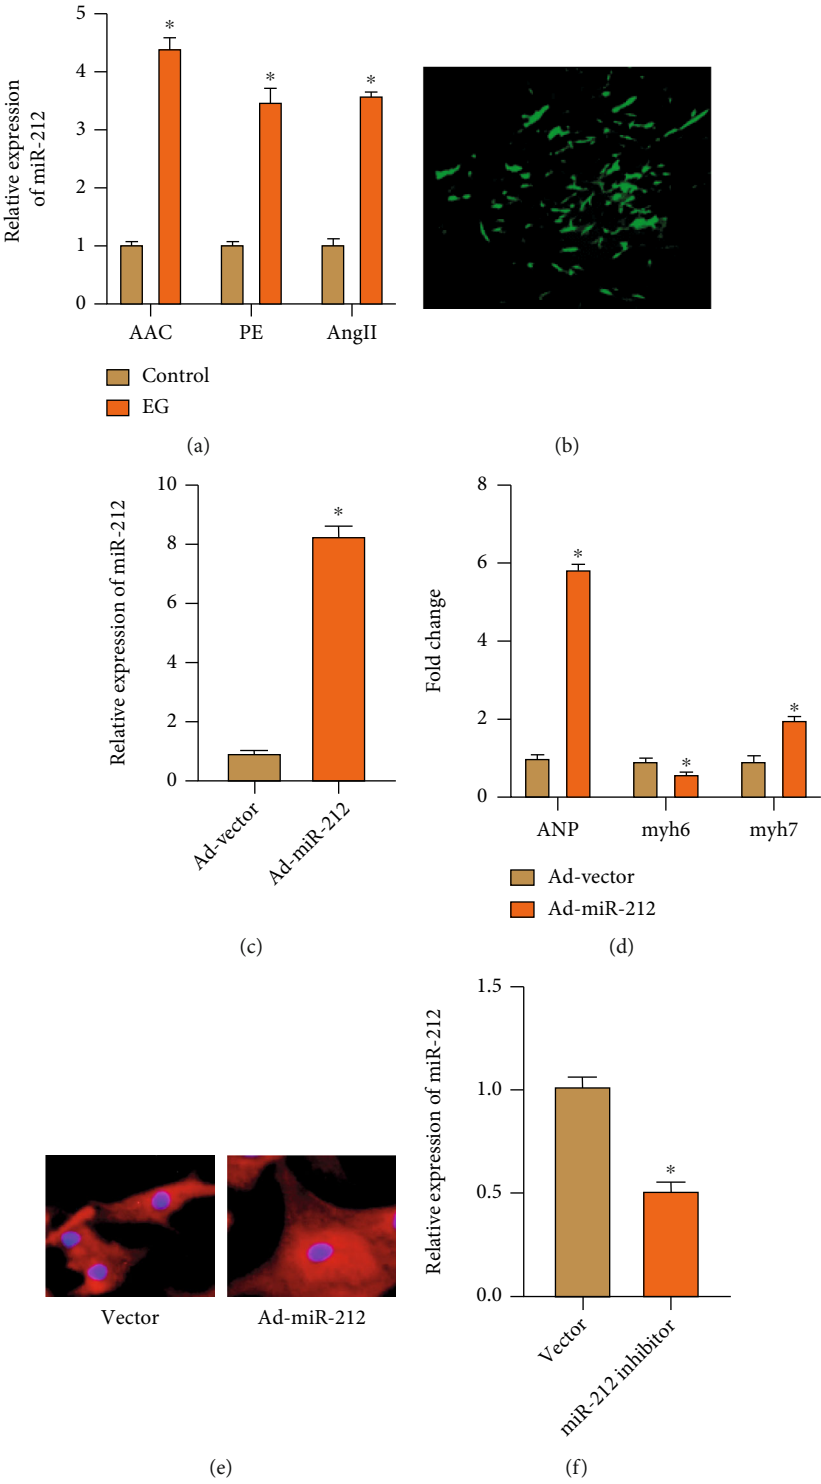 5
4
3
2
1
0
Relative expression
of miR-212
*
*
*
AAC
PE
AngII
Control
EG
(a)
(b)
10
8
6
4
2
0
Relative expression of miR-212
*
Ad-vector
Ad-miR-212
(c)
8
6
4
2
0
Fold change
*
*
*
ANP
myh6
myh7
Ad-vector
Ad-miR-212
(d)
Vector
Ad-miR-212
(e)
1.5
1.0
0.5
0.0
Relative expression of miR-212
*
Vector
miR-212 inhibitor
(f)